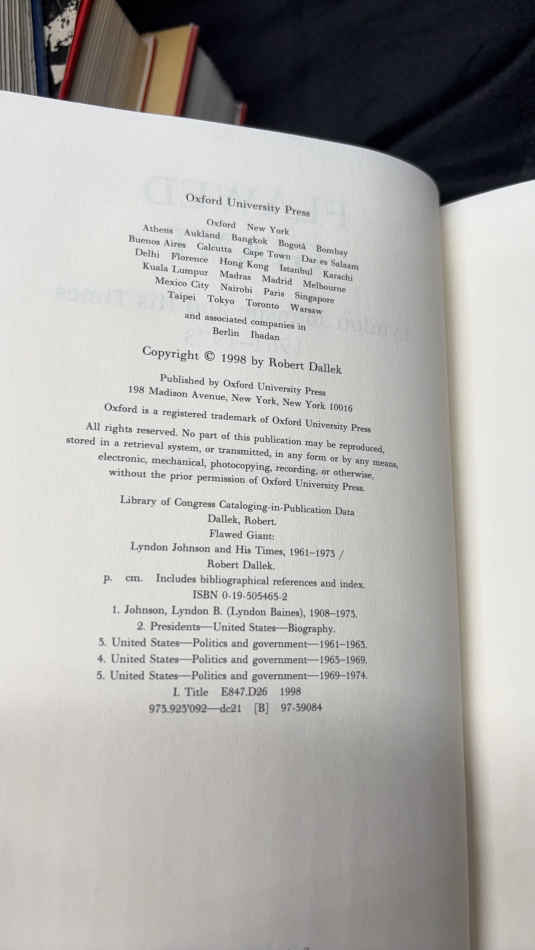 Oxford University Press
Oxford New York
Athens Aukland Bangkok Bogotá Bombay
Buenos Aires Calcutta Cape Town Dar es Salaam
Delhi Florence Hong Kong Istanbul Karachi
Kuala Lumpur Madras Madrid Melbourne
Mexico City Nairobi Paris Singapore
Taipei Tokyo Toronto Warsaw
and associated companies in
Berlin Ibadan
Copyright © 1998 by Robert Dallek
Published by Oxford University Press
198 Madison Avenue, New York, New York 10016
Oxford is a registered trademark of Oxford University Press
All rights reserved. No part of this publication may be reproduced,
stored in a retrieval system, or transmitted, in any form or by any means,
electronic, mechanical, photocopying, recording, or otherwise,
without the prior permission of Oxford University Press.
Library of Congress Cataloging-in-Publication Data
Dallek, Robert.
Flawed Giant:
Lyndon Johnson and His Times, 1961–1973 /
Robert Dallek.
p. cm. Includes bibliographical references and index.
ISBN 0-19-505465-2
1. Johnson, Lyndon B. (Lyndon Baines), 1908–1973.
2. Presidents—United States—Biography.
3. United States—Politics and government—1961–1963.
4. United States—Politics and government—1963–1969.
5. United States—Politics and government—1969–1974.
I. Title E847.D26 1998
973.923'092—dc21 [B] 97-39084